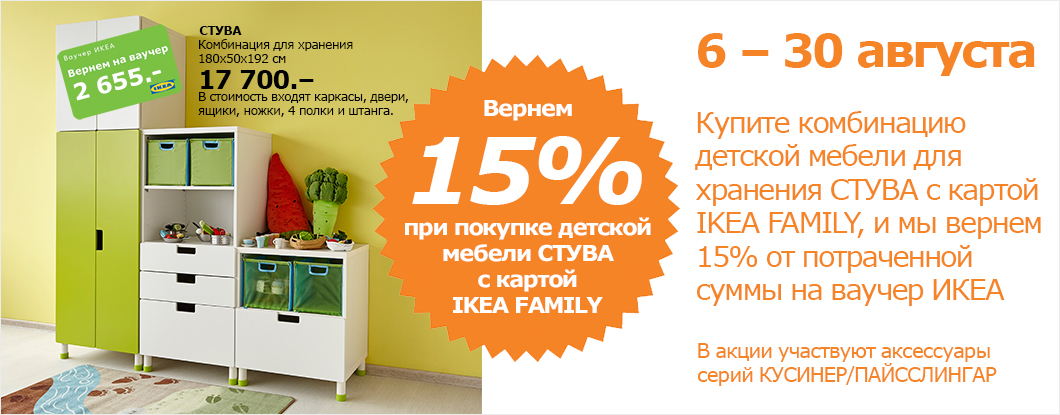 Ваучер ИКЕА
Вернем на ваучер
2 655.-
IKEA
СТУВА
Комбинация для хранения
180x50x192 см
17 700.–
В стоимость входят каркасы, двери,
ящики, ножки, 4 полки и штанга.
Вернем
15%
при покупке детской
мебели СТУВА
с картой
IKEA FAMILY
6 – 30 августа
Купите комбинацию
детской мебели для
хранения СТУВА с картой
IKEA FAMILY, и мы вернем
15% от потраченной
суммы на ваучер ИКЕА
В акции участвуют аксессуары
серий КУСИНЕР/ПАЙССЛИНГАР